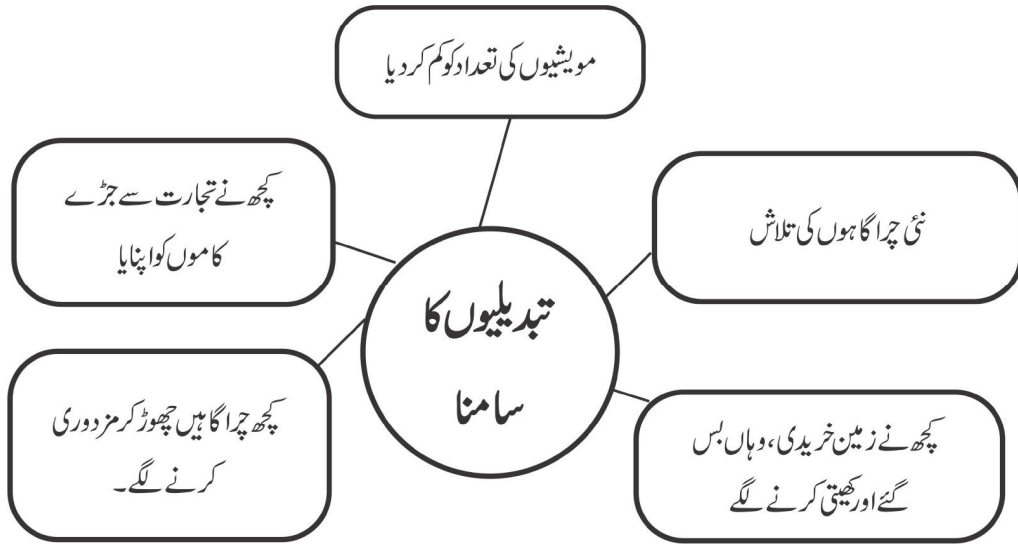 مویشیوں کی تعداد کو کم کر دیا
نئی چراگاہوں کی تلاش
کچھ نے تجارت سے جڑے
کاموں کو اپنایا
تبدیلیوں کا
سامنا
کچھ نے زمین خریدی، وہاں بس
گئے اور کھیتی کرنے لگے
کچھ چراگاہیں چھوڑ کر مزدوری
کرنے لگے۔